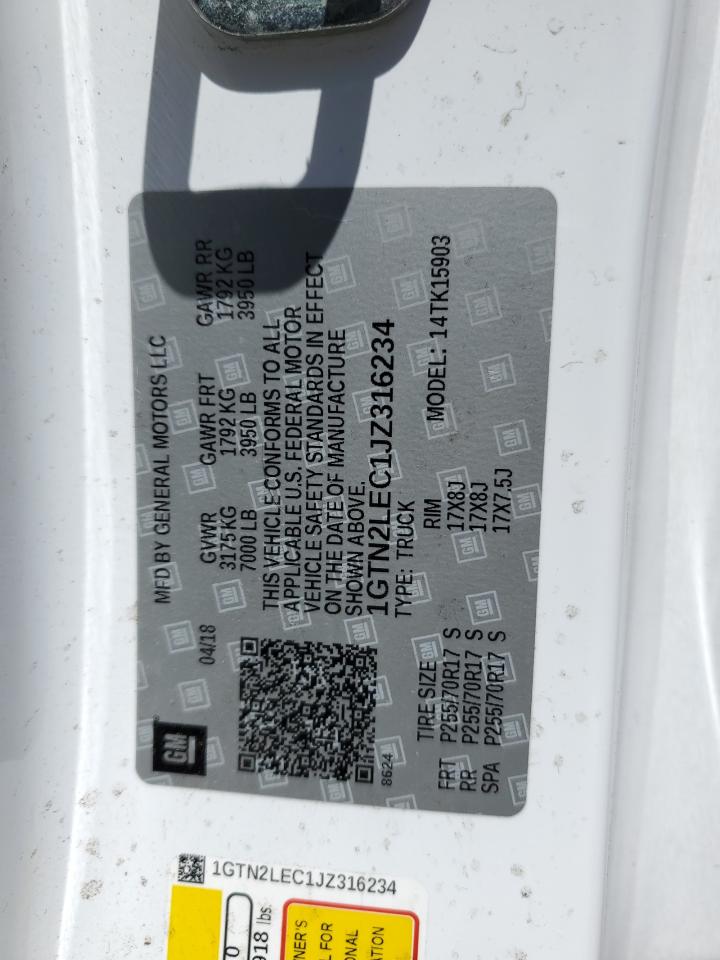 GM
04/18 MFD BY GENERAL MOTORS LLC
GVWR GAWR FRT GAWR RR
3175KG 1792 KG 1792 KG
7000 LB 3950 LB 3950 LB
THIS VEHICLE CONFORMS TO ALL
APPLICABLE U.S. FEDERAL MOTOR
VEHICLE SAFETY STANDARDS IN EFFECT
ON THE DATE OF MANUFACTURE
SHOWN ABOVE.
1GTN2LEC1JZ316234
TYPE: TRUCK MODEL: 14TK15903
8624
TIRE SIZE RIM
FRT P255/70R17 S 17X8J
RR P255/70R17 S 17X8J
SPA P255/70R17 S 17X7.5J
1GTN2LEC1JZ316234
918 lbs.